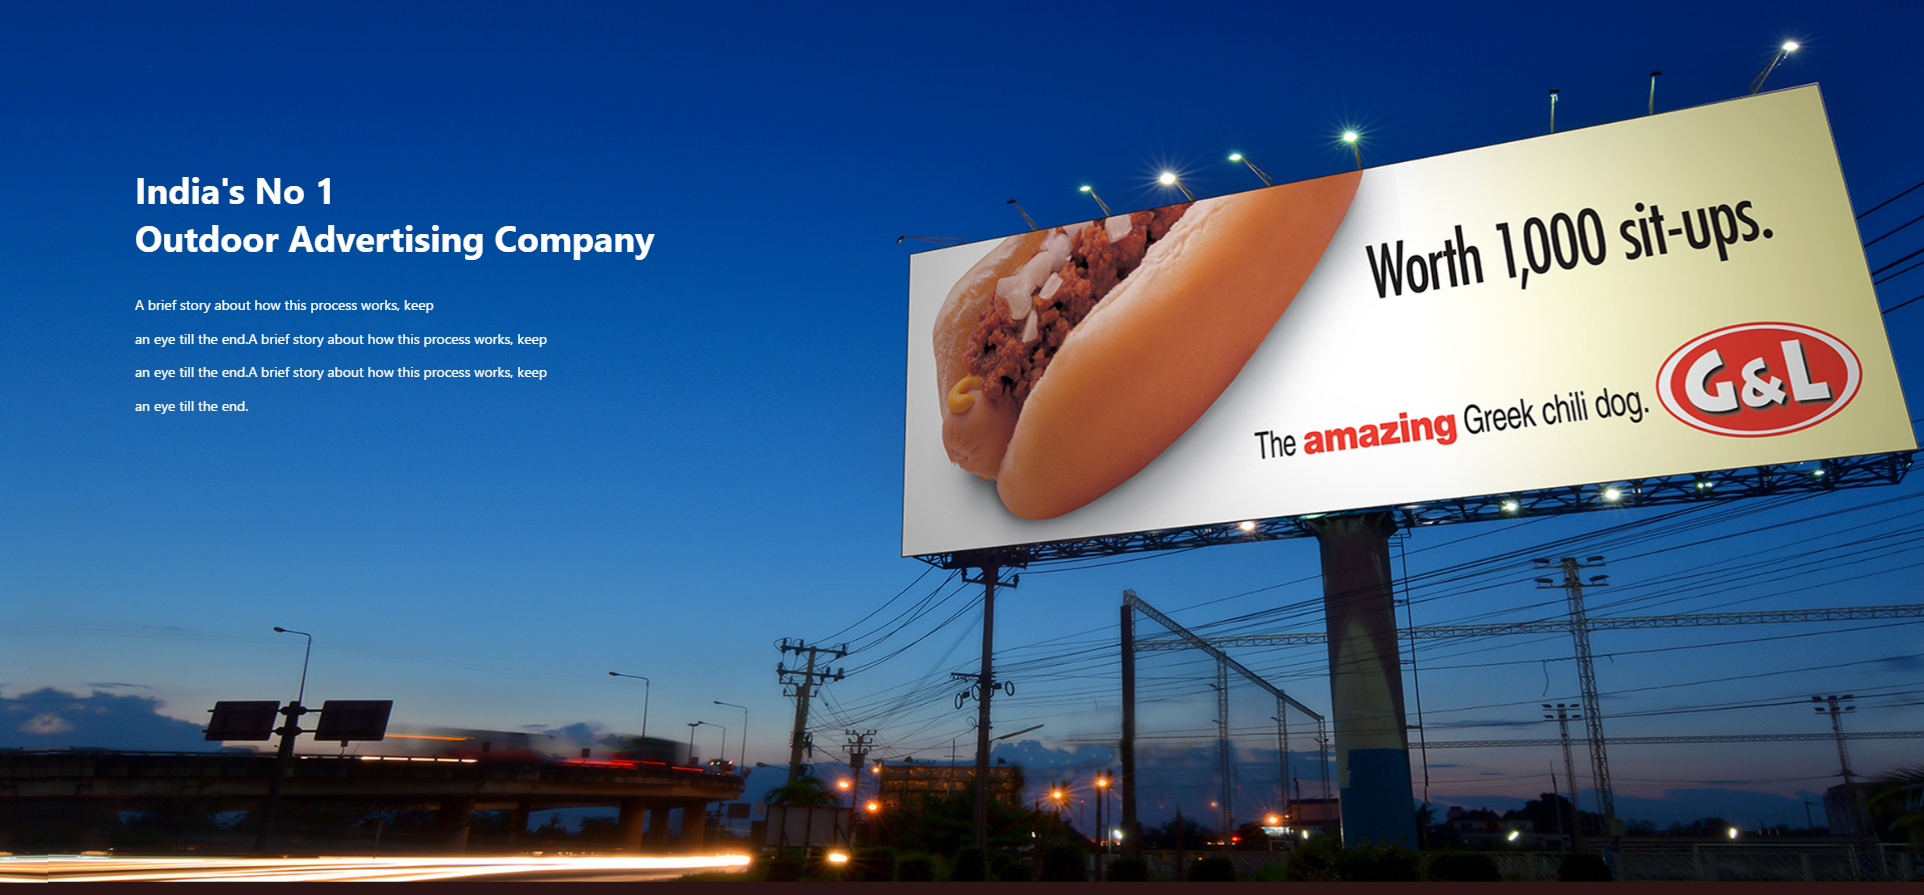 India's No 1
Outdoor Advertising Company
A brief story about how this process works, keep
an eye till the end.A brief story about how this process works, keep
an eye till the end.A brief story about how this process works, keep
an eye till the end.
Worth 1,000 sit-ups.
The amazing Greek chili dog.
G&L